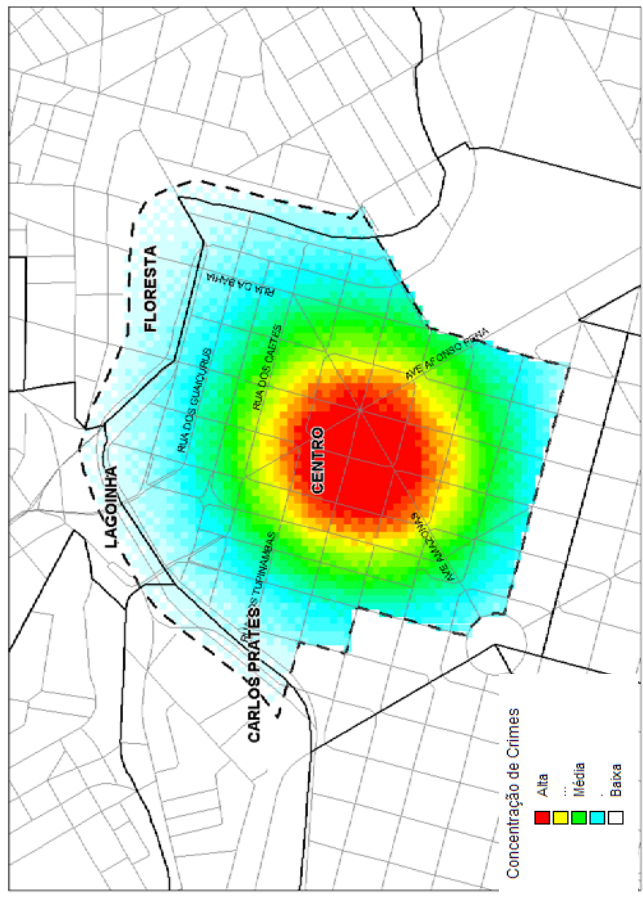 FLORESTA
LAGOINHA
RUA DA BAHIA
RUA DOS GUAICURUS
RUA DOS CAETES
AVE AFONSO PENA
CENTRO
AVE AMAZONAS
OS TUPINAMBAS
CARLOS PRATES
Concentração de Crimes
Alta
...
Média
.
Baixa